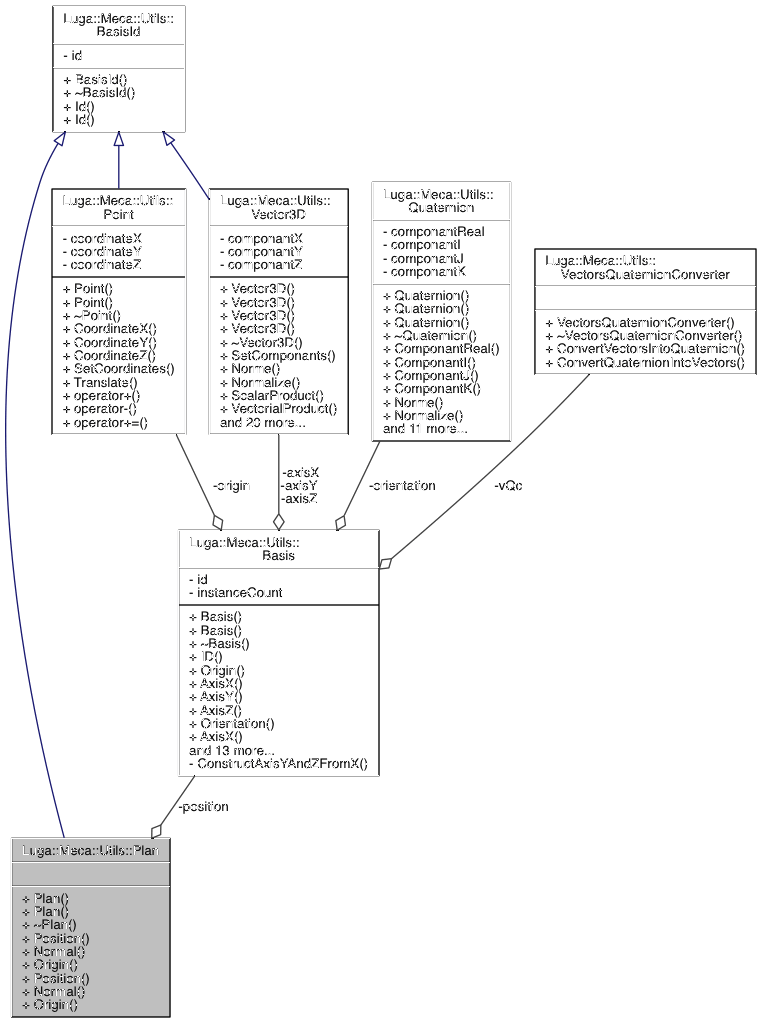 Luga::Meca::Utils::
BasisId
- id
+ BasisId()
+ ~BasisId()
+ Id()
+ Id()
Luga::Meca::Utils::
Point
- coordinateX
- coordinateY
- coordinateZ
+ Point()
+ Point()
+ ~Point()
+ CoordinateX()
+ CoordinateY()
+ CoordinateZ()
+ SetCoordinates()
+ Translate()
+ operator+()
+ operator-()
+ operator+=()
Luga::Meca::Utils::
Vector3D
- componantX
- componantY
- componantZ
+ Vector3D()
+ Vector3D()
+ Vector3D()
+ Vector3D()
+ ~Vector3D()
+ SetComponants()
+ Norme()
+ Normalize()
+ ScalarProduct()
+ VectorialProduct()
and 20 more...
Luga::Meca::Utils::
Quaternion
- componantReal
- componantI
- componantJ
- componantK
+ Quaternion()
+ Quaternion()
+ Quaternion()
+ ~Quaternion()
+ ComponantReal()
+ ComponantI()
+ ComponantJ()
+ ComponantK()
+ Norme()
+ Normalize()
and 11 more...
Luga::Meca::Utils::
VectorsQuaternionConverter
+ VectorsQuaternionConverter()
+ ~VectorsQuaternionConverter()
+ ConvertVectorsIntoQuaternion()
+ ConvertQuaternionIntoVectors()
-origin
-axisX
-axisY
-axisZ
-orientation
-vQc
Luga::Meca::Utils::
Basis
- id
- instanceCount
+ Basis()
+ Basis()
+ ~Basis()
+ ID()
+ Origin()
+ AxisX()
+ AxisY()
+ AxisZ()
+ Orientation()
+ AxisX()
and 13 more...
- ConstructAxisYAndZFromX()
-position
Luga::Meca::Utils::Plan
+ Plan()
+ Plan()
+ ~Plan()
+ Position()
+ Normal()
+ Origin()
+ Position()
+ Normal()
+ Origin()